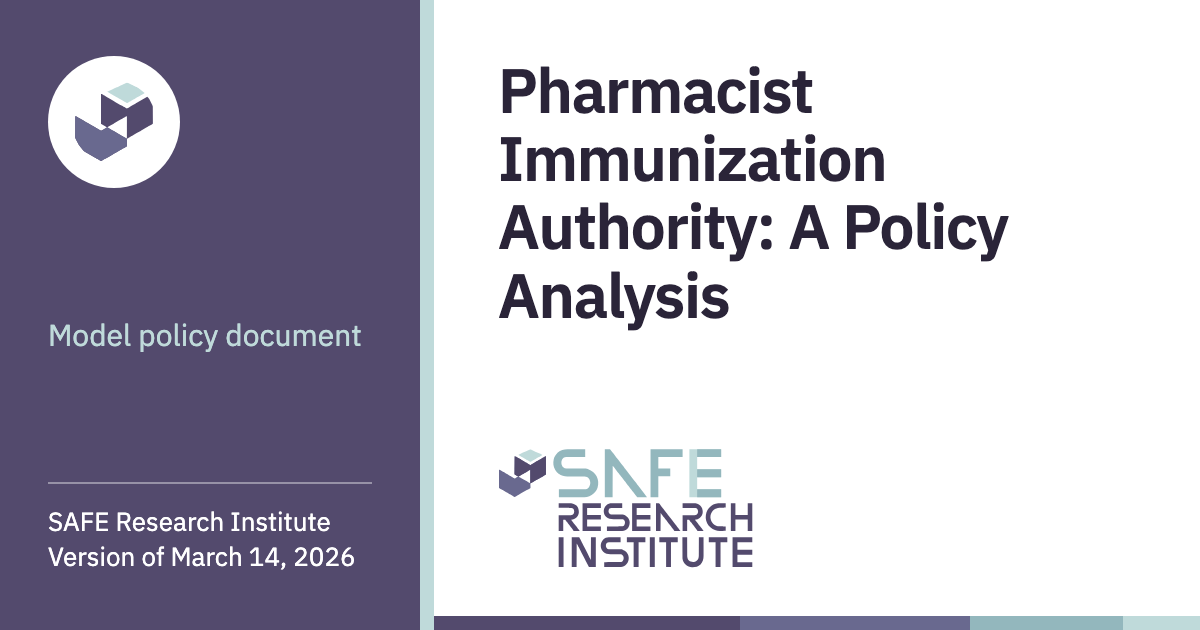 Model policy document
SAFE Research Institute
Version of March 14, 2026
Pharmacist
Immunization
Authority: A Policy
Analysis
SAFE
RESEARCH
INSTITUTE